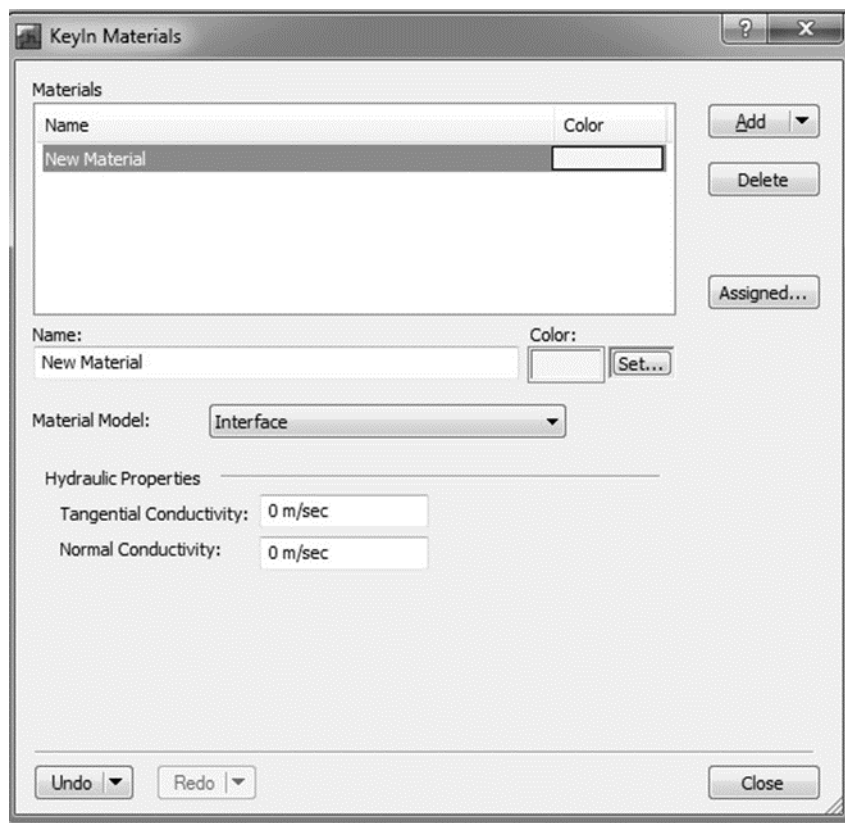 KeyIn Materials
Materials
Name Color
Add
New Material
Delete
Assigned...
Name: Color:
New Material Set...
Material Model: Interface
Hydraulic Properties
Tangential Conductivity: 0 m/sec
Normal Conductivity: 0 m/sec
Undo Redo Close